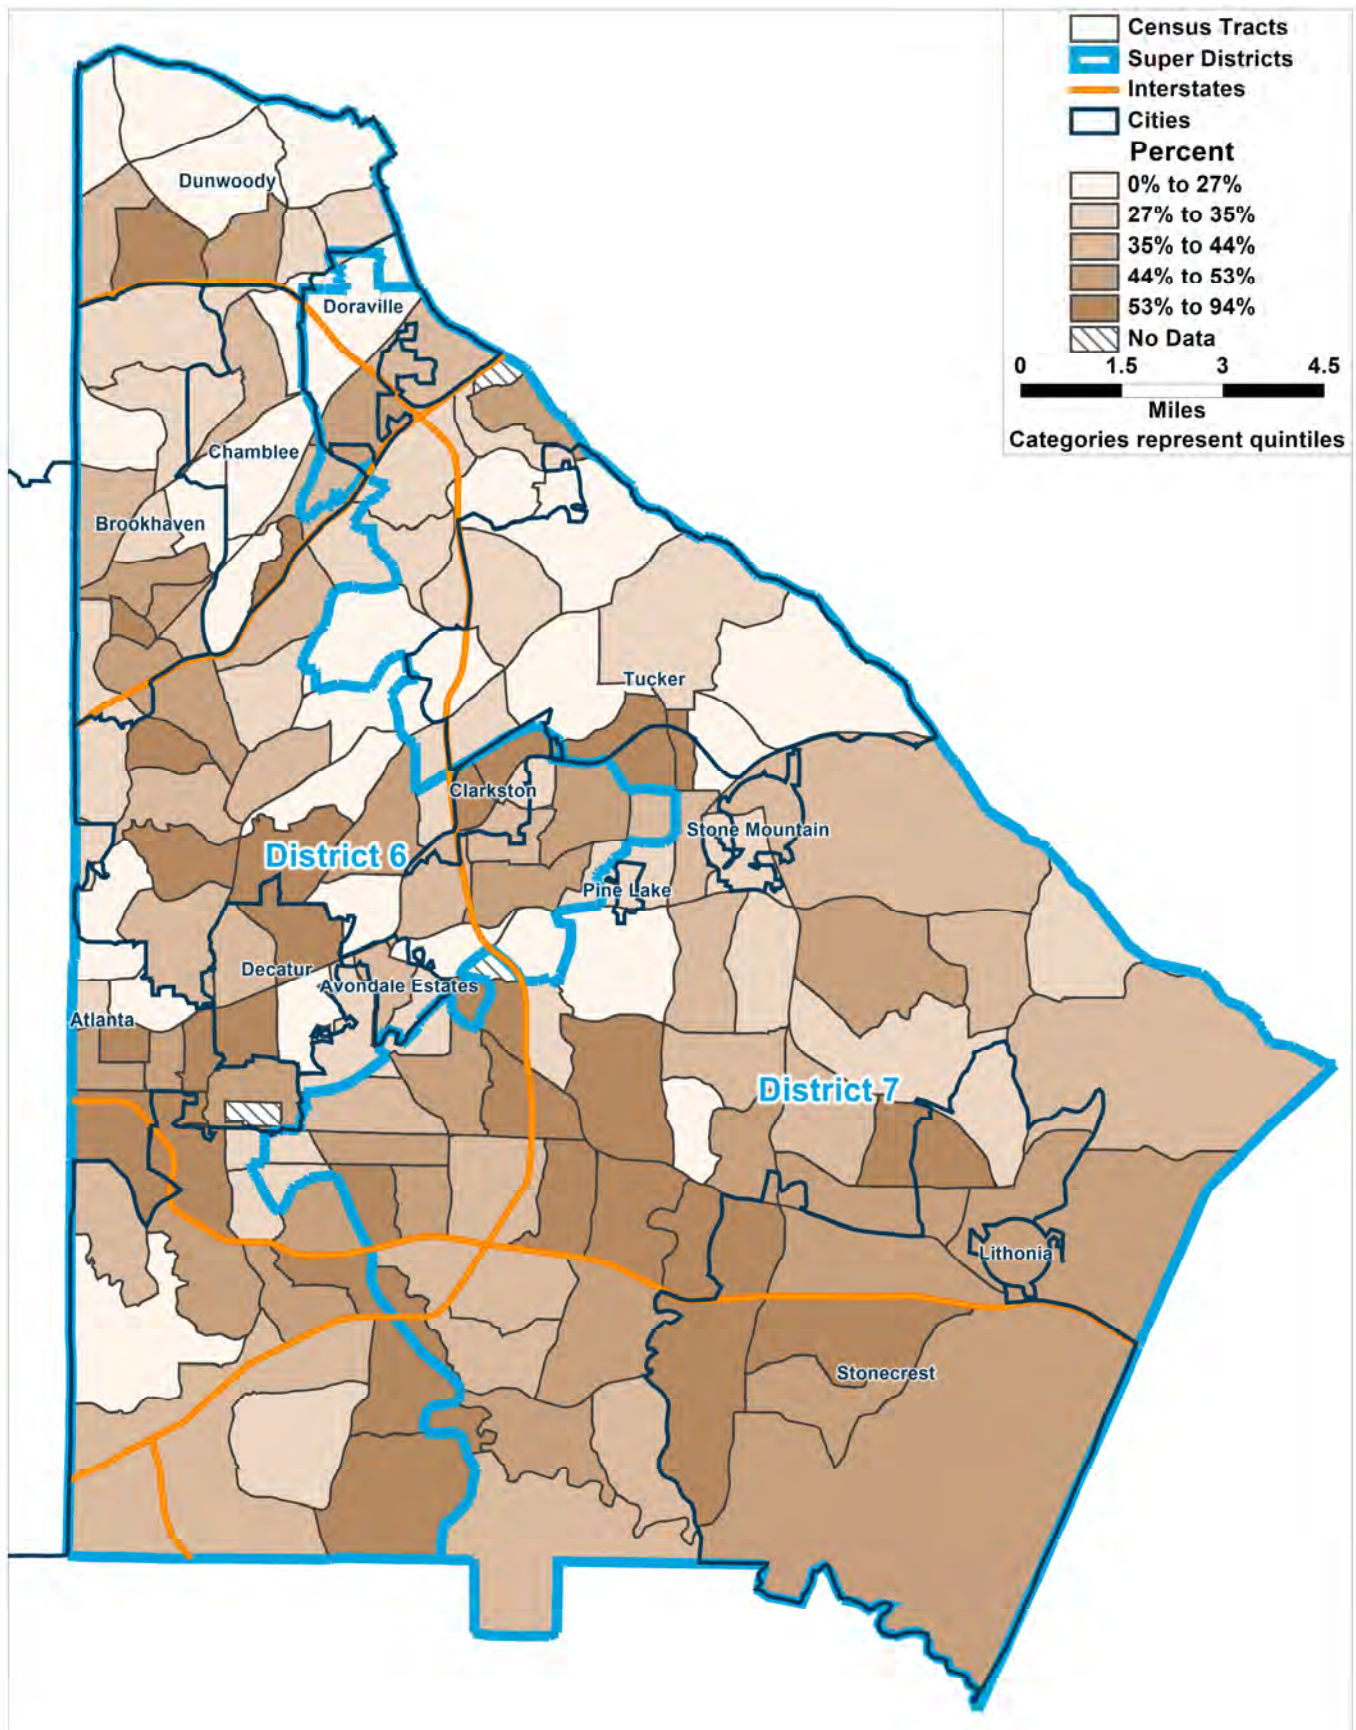 Census Tracts
Super Districts
Interstates
Cities
Percent
0% to 27%
27% to 35%
35% to 44%
44% to 53%
53% to 94%
No Data
0 1.5 3 4.5
Miles
Categories represent quintiles
Dunwoody
Doraville
Chamblee
Brookhaven
Tucker
Clarkston
Stone Mountain
District 6
Pine Lake
Decatur
Avondale Estates
Atlanta
District 7
Lithonia
Stonecrest